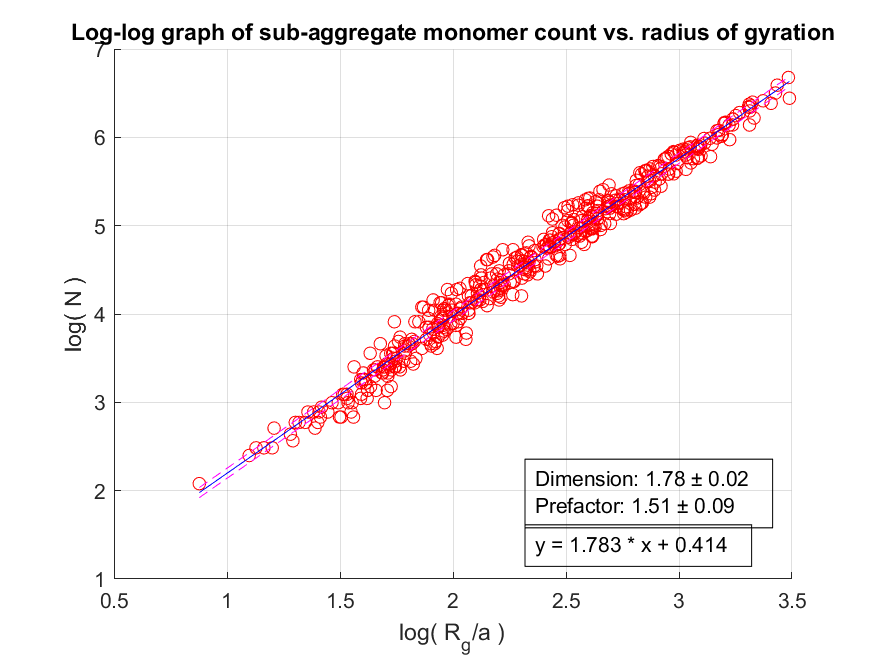 Log-log graph of sub-aggregate monomer count vs. radius of gyration
7
6
5
4
3
2
1
log( N )
Dimension: 1.78 ± 0.02
Prefactor: 1.51 ± 0.09
y = 1.783 * x + 0.414
0.5 1 1.5 2 2.5 3 3.5
log( R_g/a )